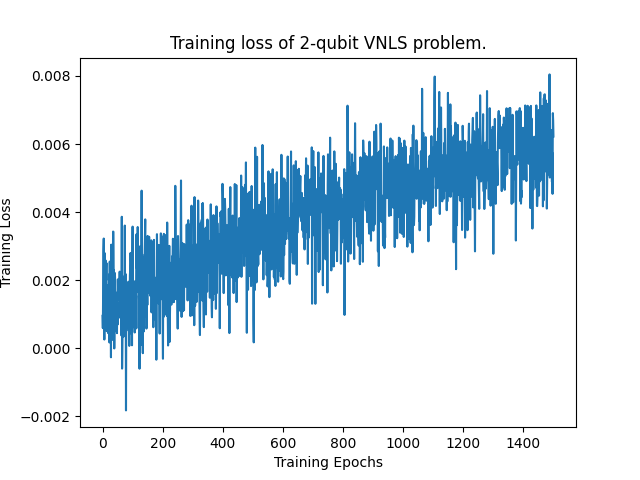 Training loss of 2-qubit VNLS problem.
0.008
0.006
0.004
0.002
0.000
−0.002
Training Loss
0 200 400 600 800 1000 1200 1400
Training Epochs